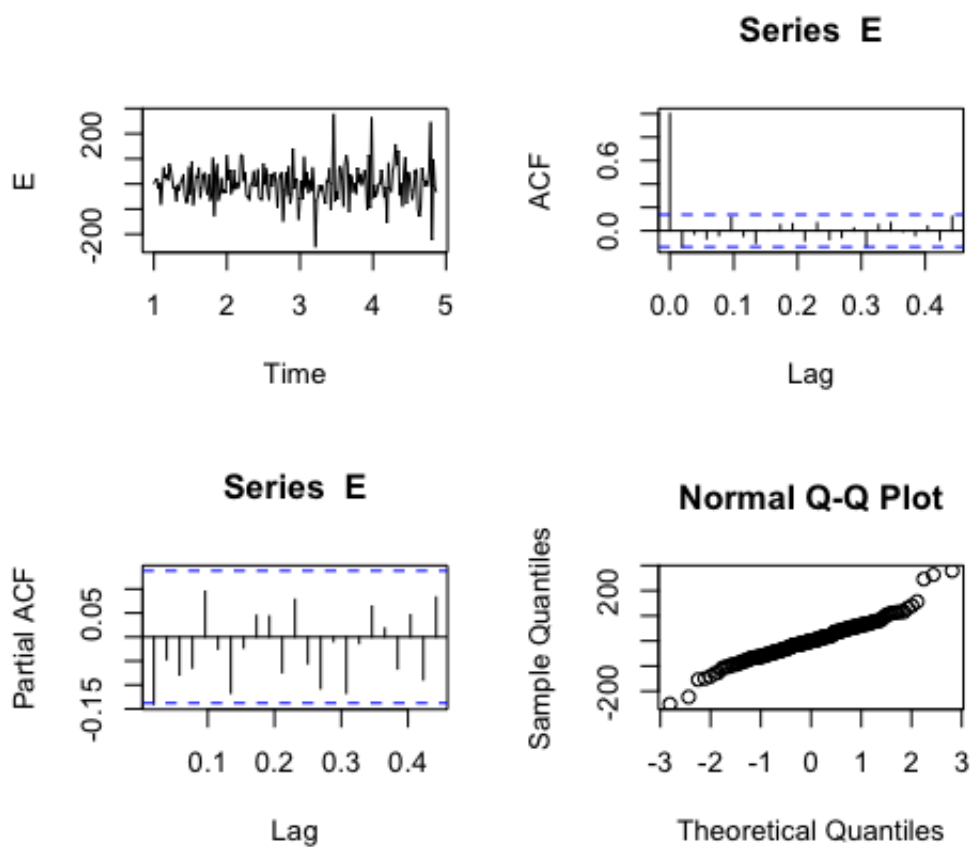 E
200
-200
1 2 3 4 5
Time
Series E
ACF
0.6
0.0
0.0 0.1 0.2 0.3 0.4
Lag
Series E
Partial ACF
0.05
-0.15
0.1 0.2 0.3 0.4
Lag
Normal Q-Q Plot
Sample Quantiles
200
-200
-3 -2 -1 0 1 2 3
Theoretical Quantiles